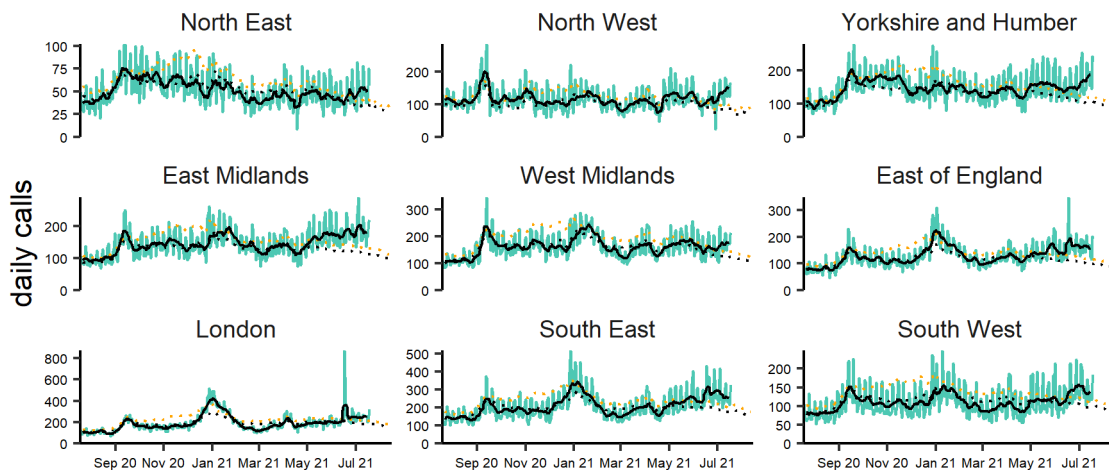 North East
North West
Yorkshire and Humber
100
75
50
25
0
200
100
0
200
100
0
East Midlands
West Midlands
East of England
200
100
0
300
200
100
0
300
200
100
0
daily calls
London
South East
South West
800
600
400
200
0
500
400
300
200
100
0
150
100
50
0
Sep 20 Nov 20 Jan 21 Mar 21 May 21 Jul 21
Sep 20 Nov 20 Jan 21 Mar 21 May 21 Jul 21
Sep 20 Nov 20 Jan 21 Mar 21 May 21 Jul 21